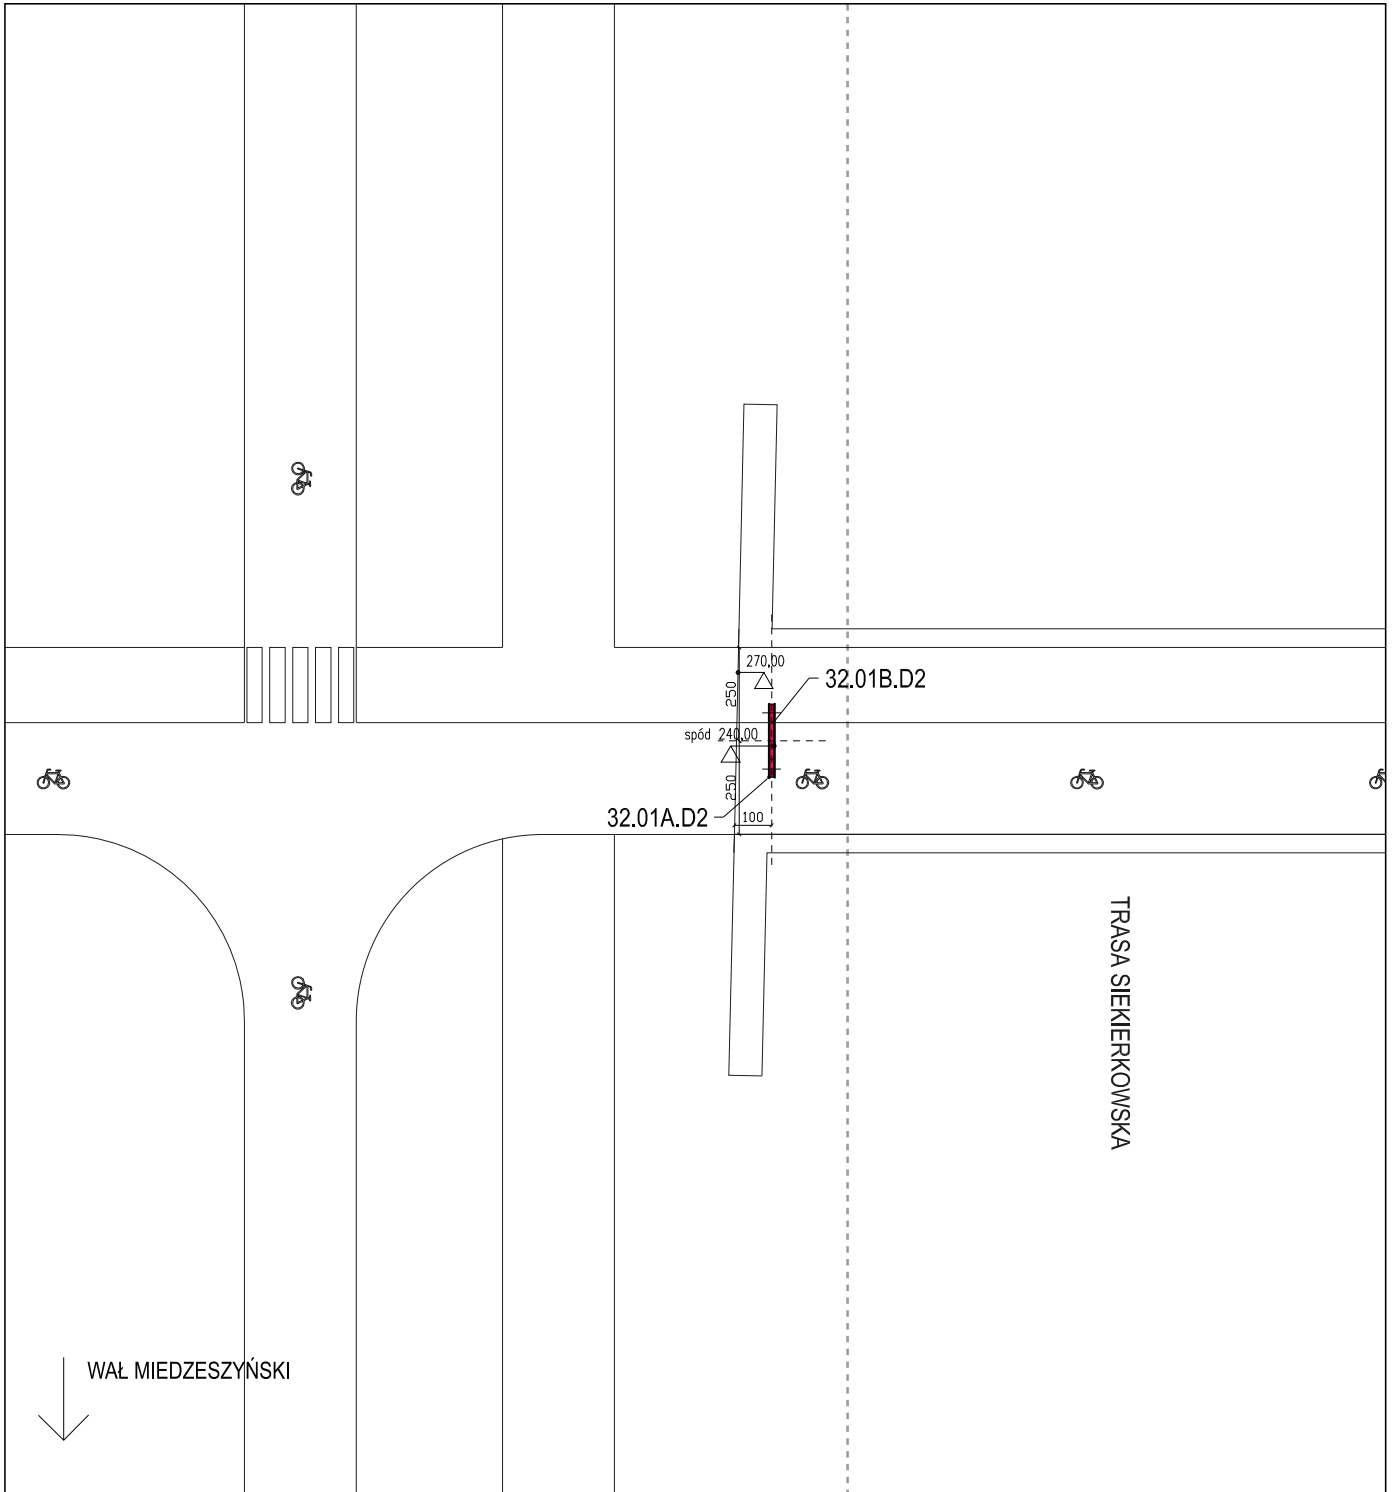 270,00
250
32.01B.D2
spód 240,00
250
32.01A.D2
100
TRASA SIEKIERKOWSKA
WAŁ MIEDZESZYŃSKI